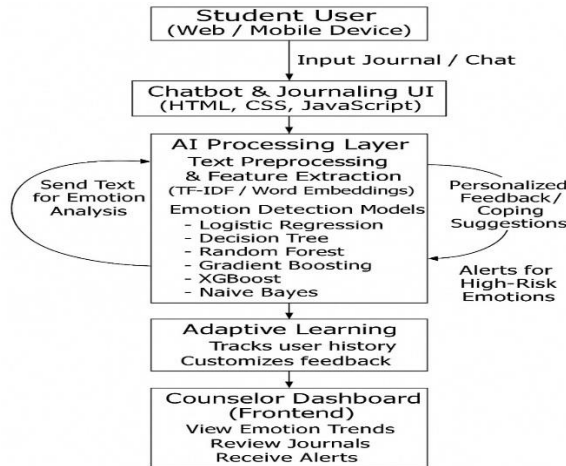 Student User
(Web / Mobile Device)
Input Journal / Chat
Chatbot & Journaling UI
(HTML, CSS, JavaScript)
AI Processing Layer
Text Preprocessing
& Feature Extraction
(TF-IDF / Word Embeddings)
Emotion Detection Models
- Logistic Regression
- Decision Tree
- Random Forest
- Gradient Boosting
- XGBoost
- Naive Bayes
Send Text
for Emotion
Analysis
Personalized
Feedback/
Coping
Suggestions
Alerts for
High-Risk
Emotions
Adaptive Learning
Tracks user history
Customizes feedback
Counselor Dashboard
(Frontend)
View Emotion Trends
Review Journals
Receive Alerts